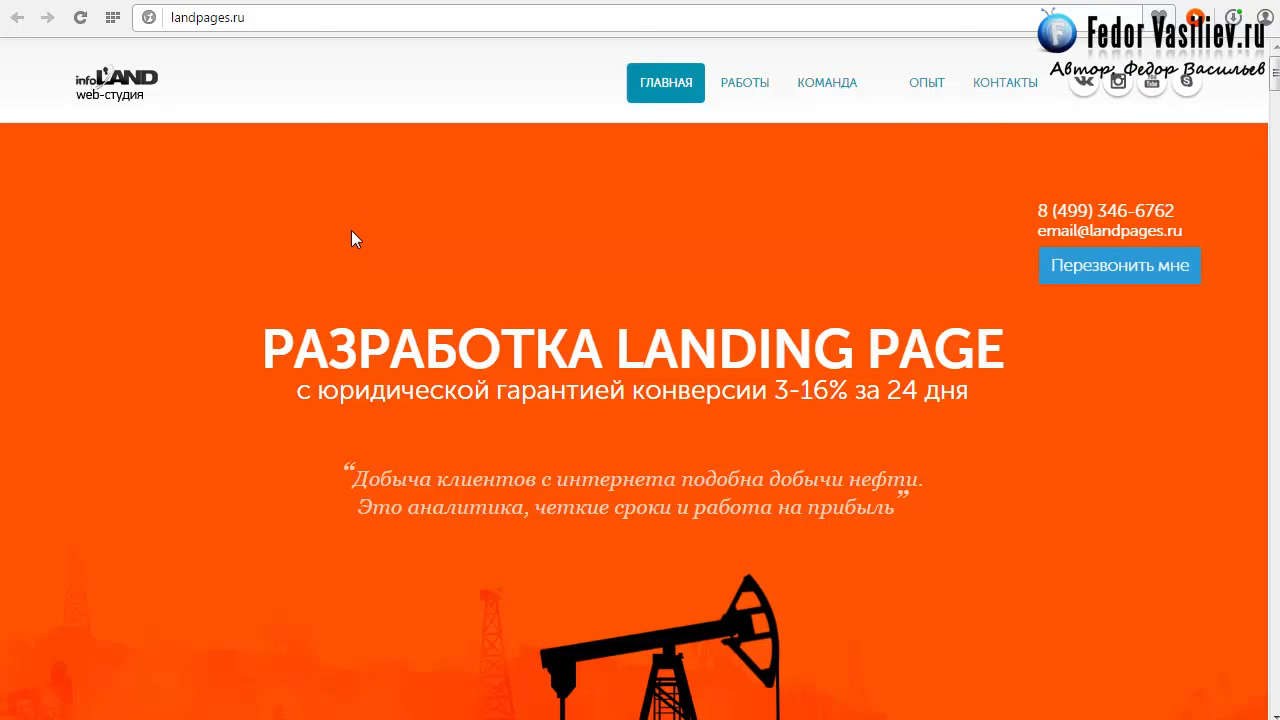 landpages.ru
Fedor Vasiliev.ru
Автор: Федор Васильев
infoLAND
web-студия
ГЛАВНАЯ
РАБОТЫ
КОМАНДА
ОПЫТ
КОНТАКТЫ
8 (499) 346-6762
email@landpages.ru
Перезвонить мне
РАЗРАБОТКА LANDING PAGE
с юридической гарантией конверсии 3-16% за 24 дня
“Добыча клиентов с интернета подобна добычи нефти.
Это аналитика, четкие сроки и работа на прибыль”